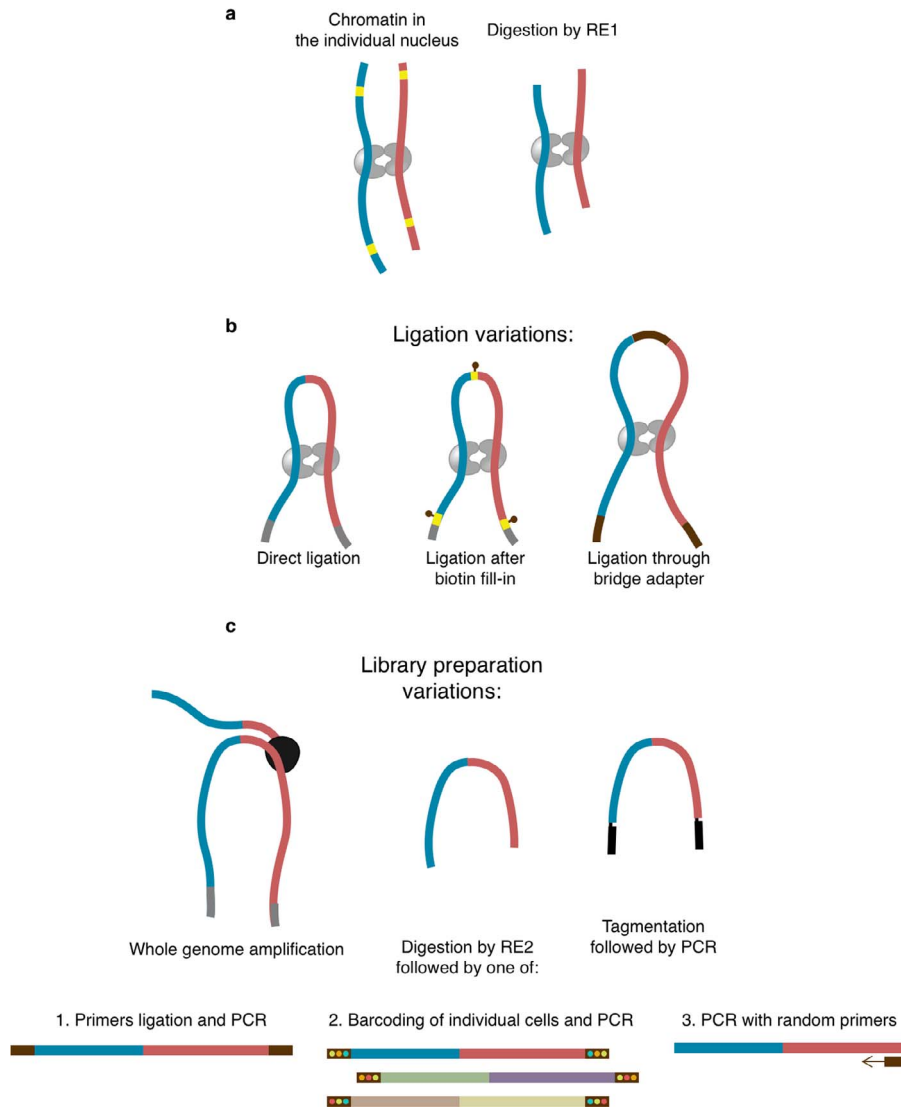 a
Chromatin in
the individual nucleus
Digestion by RE1
b
Ligation variations:
Direct ligation
Ligation after
biotin fill-in
Ligation through
bridge adapter
c
Library preparation
variations:
Whole genome amplification
Digestion by RE2
followed by one of:
Tagmentation
followed by PCR
1. Primers ligation and PCR
2. Barcoding of individual cells and PCR
3. PCR with random primers